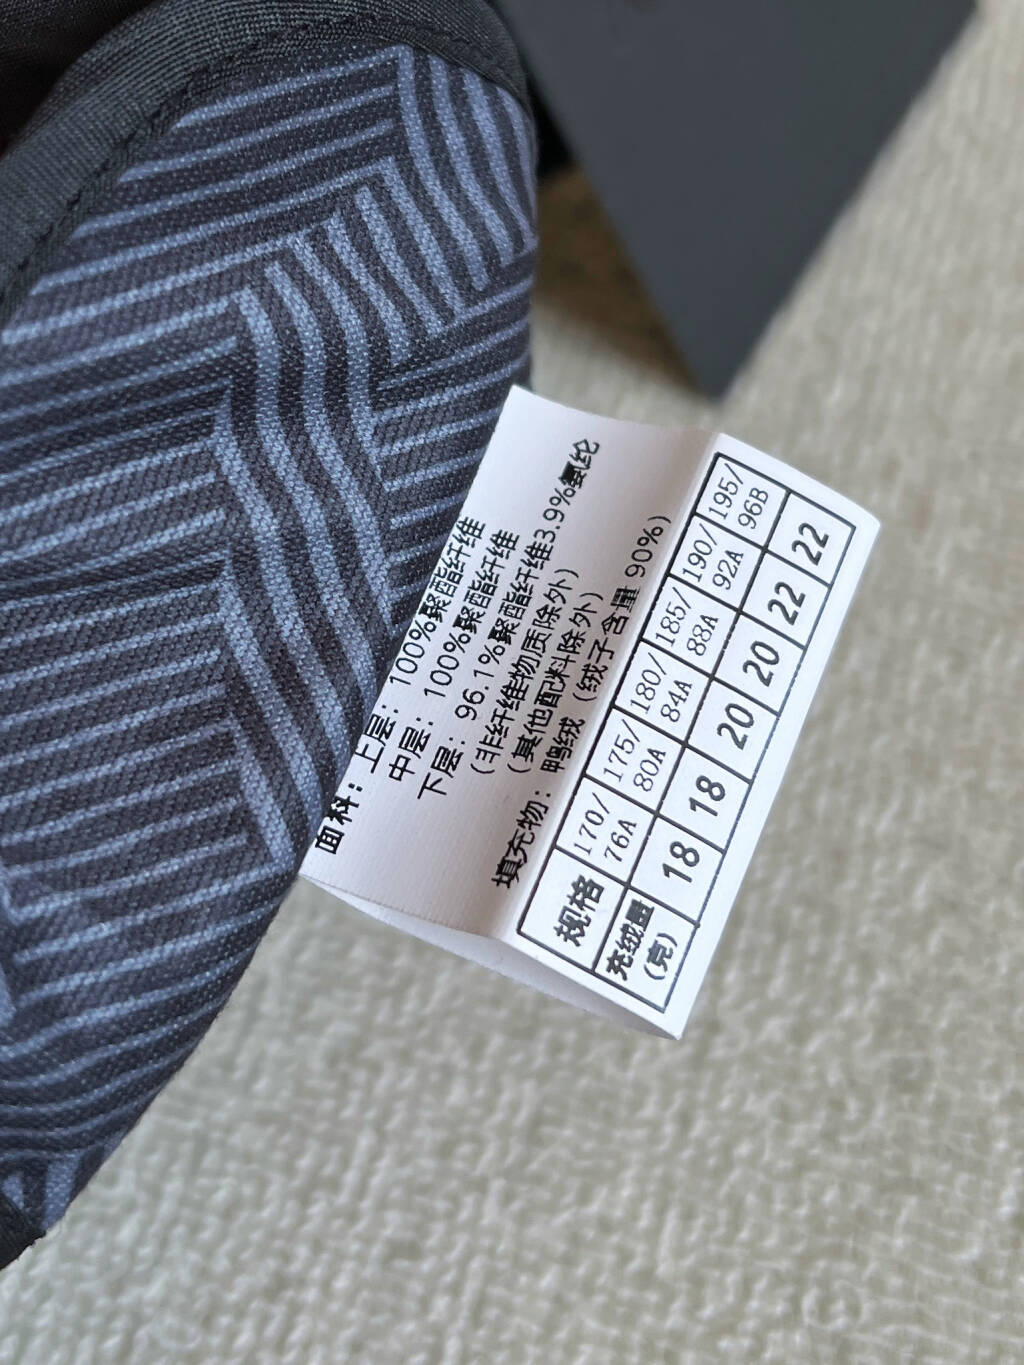 面料：上层：100%聚酯纤维
中层：100%聚酯纤维
下层：96.1%聚酯纤维3.9%氨纶
(非纤维物质除外)
(其他配料除外)
填充物：鸭绒（绒子含量 90%）
规格 170/76A 175/80A 180/84A 185/88A 190/92A 195/96B
充绒量(克) 18 18 20 20 22 22